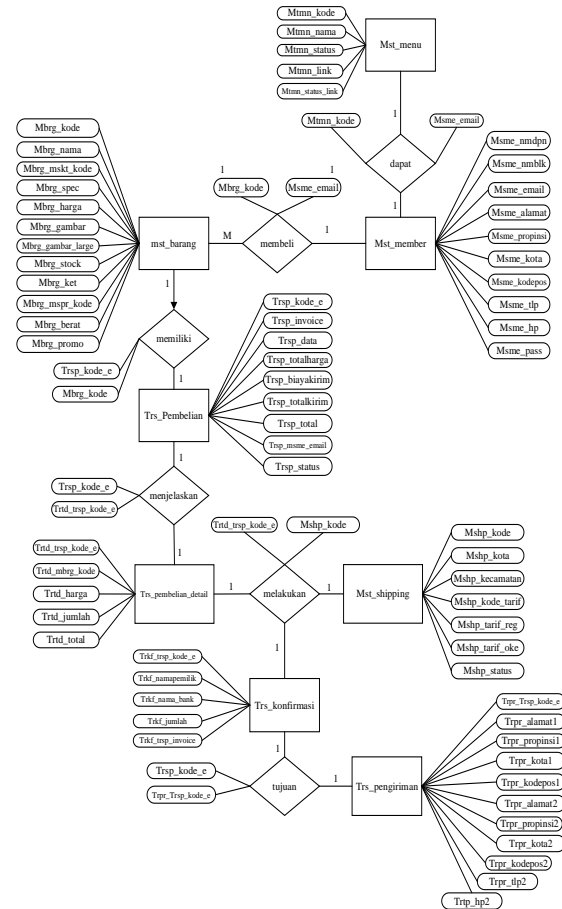 Mtmn_kode
Mtmn_nama
Mtmn_status
Mtmn_link
Mtmn_status_link
Mst_menu
1
Mtmn_kode
Msme_email
dapat
1
Mbrg_kode
Mbrg_nama
Mbrg_mskt_kode
Mbrg_spec
Mbrg_harga
Mbrg_gambar
Mbrg_gambar_large
Mbrg_stock
Mbrg_ket
Mbrg_mspr_kode
Mbrg_berat
Mbrg_promo
mst_barang
M
1
1
Mbrg_kode
Msme_email
membeli
1
Mst_member
Msme_nmdpn
Msme_nmblk
Msme_email
Msme_alamat
Msme_propinsi
Msme_kota
Msme_kodepos
Msme_tlp
Msme_hp
Msme_pass
1
memiliki
Trsp_kode_e
Mbrg_kode
1
Trs_Pembelian
Trsp_kode_e
Trsp_invoice
Trsp_data
Trsp_totalharga
Trsp_biayakirim
Trsp_totalkirim
Trsp_total
Trsp_msme_email
Trsp_status
1
Trsp_kode_e
Trtd_trsp_kode_e
menjelaskan
1
Trtd_trsp_kode_e
Trtd_mbrg_kode
Trtd_harga
Trtd_jumlah
Trtd_total
Trs_pembelian_detail
1
Trtd_trsp_kode_e
Mshp_kode
melakukan
1
Mst_shipping
Mshp_kode
Mshp_kota
Mshp_kecamatan
Mshp_kode_tarif
Mshp_tarif_reg
Mshp_tarif_oke
Mshp_status
1
Trkf_trsp_kode_e
Trkf_namapemilik
Trkf_nama_bank
Trkf_jumlah
Trkf_trsp_invoice
Trs_konfirmasi
1
Trsp_kode_e
Trpr_Trsp_kode_e
tujuan
1
Trs_pengiriman
Trpr_Trsp_kode_e
Trpr_alamat1
Trpr_propinsi1
Trpr_kota1
Trpr_kodepos1
Trpr_alamat2
Trpr_propinsi2
Trpr_kota2
Trpr_kodepos2
Trpr_tlp2
Trtp_hp2